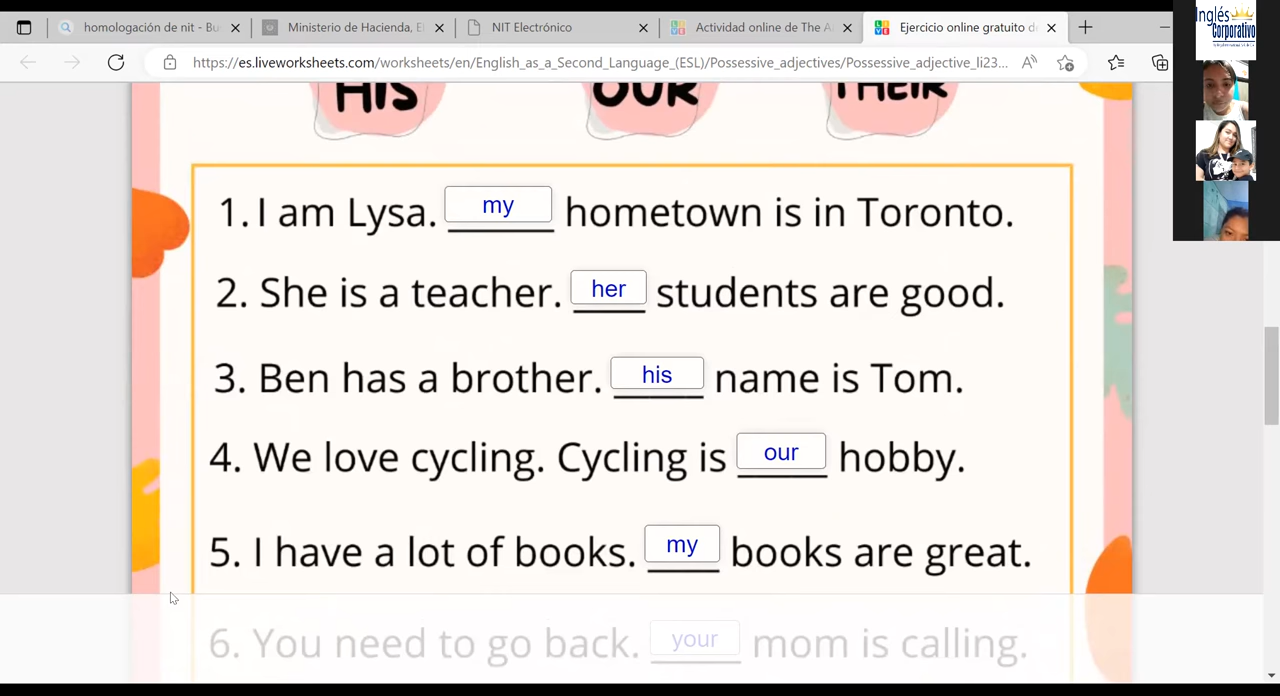 homologación de nit - Bu
Ministerio de Hacienda, El
NIT Electrónico
Actividad online de The A
Ejercicio online gratuito de
https://es.liveworksheets.com/worksheets/en/English_as_a_Second_Language_(ESL)/Possessive_adjectives/Possessive_adjective_li23...
Inglés
Corporativo
HIS OUR THEIR
1. I am Lysa. my hometown is in Toronto.
2. She is a teacher. her students are good.
3. Ben has a brother. his name is Tom.
4. We love cycling. Cycling is our hobby.
5. I have a lot of books. my books are great.
6. You need to go back. your mom is calling.